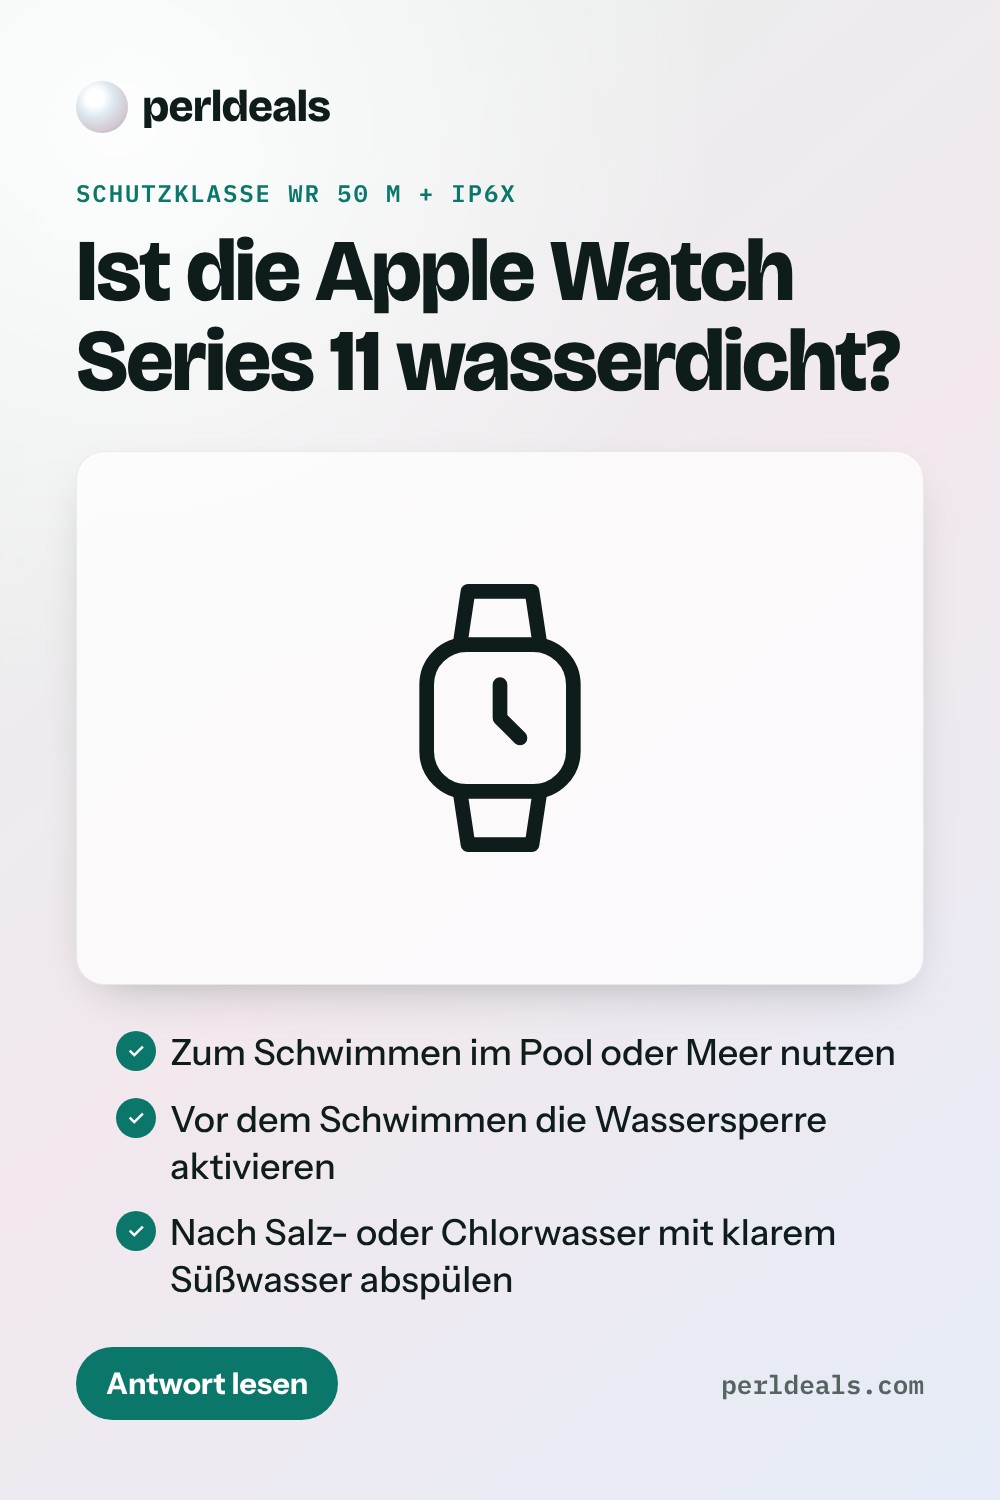 perldeals
SCHUTZKLASSE WR 50 M + IP6X
Ist die Apple Watch
Series 11 wasserdicht?
Zum Schwimmen im Pool oder Meer nutzen
Vor dem Schwimmen die Wassersperre
aktivieren
Nach Salz- oder Chlorwasser mit klarem
Süßwasser abspülen
Antwort lesen
perldeals.com